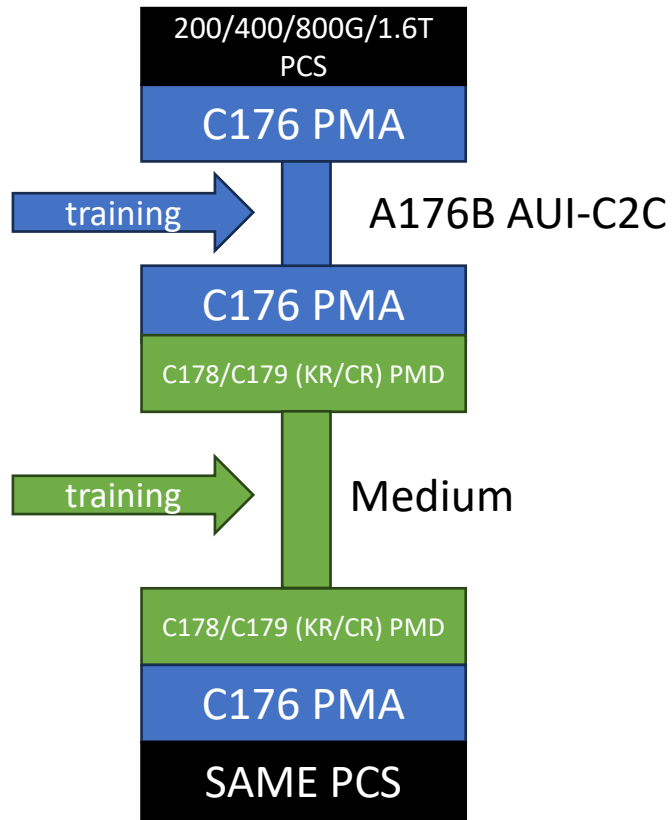 200/400/800G/1.6T
PCS
C176 PMA
training
A176B AUI-C2C
C176 PMA
C178/C179 (KR/CR) PMD
training
Medium
C178/C179 (KR/CR) PMD
C176 PMA
SAME PCS